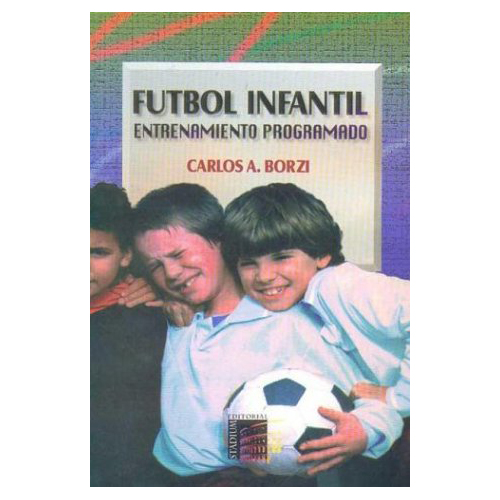 FUTBOL INFANTIL
ENTRENAMIENTO PROGRAMADO
CARLOS A. BORZI
EDITORIAL
STADIUM